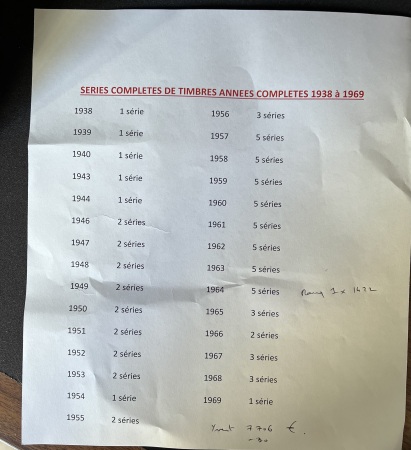 SERIES COMPLETES DE TIMBRES ANNEES COMPLETES 1938 à 1969
1938 1 série
1939 1 série
1940 1 série
1943 1 série
1944 1 série
1946 2 séries
1947 2 séries
1948 2 séries
1949 2 séries
1950 2 séries
1951 2 séries
1952 2 séries
1953 2 séries
1954 1 série
1955 2 séries
1956 3 séries
1957 5 séries
1958 5 séries
1959 5 séries
1960 5 séries
1961 5 séries
1962 5 séries
1963 5 séries
1964 5 séries
1965 3 séries
1966 2 séries
1967 3 séries
1968 3 séries
1969 1 série
Yvert 7706 €.